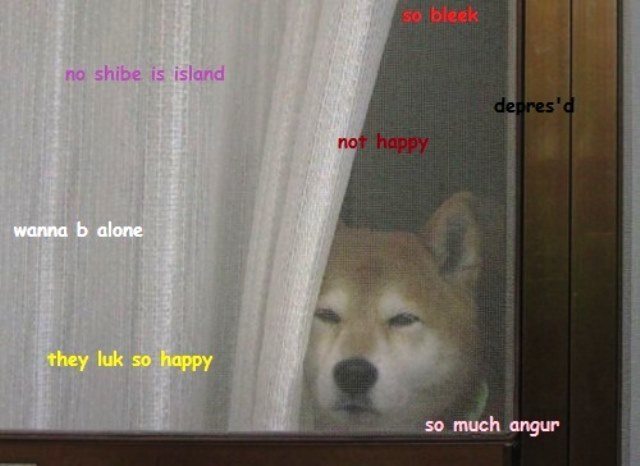 so bleek
no shibe is island
depres'd
not happy
wanna b alone
they luk so happy
so much angur